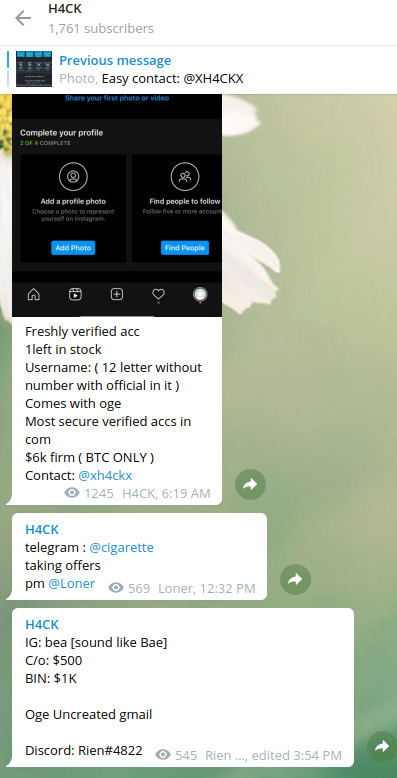 H4CK
1,761 subscribers
Previous message
Photo, Easy contact: @XH4CKX
Share your first photo or video
Complete your profile
2 OF 4 COMPLETE
Add a profile photo
Choose a photo to represent
yourself on Instagram.
Add Photo
Find people to follow
Follow five or more account
Find People
Freshly verified acc
1left in stock
Username: ( 12 letter without
number with official in it )
Comes with oge
Most secure verified accs in
com
$6k firm ( BTC ONLY )
Contact: @xh4ckx
1245 H4CK, 6:19 AM
H4CK
telegram : @cigarette
taking offers
pm @Loner
569 Loner, 12:32 PM
H4CK
IG: bea [sound like Bae]
C/o: $500
BIN: $1K
Oge Uncreated gmail
Discord: Rien#4822
545 Rien ..., edited 3:54 PM